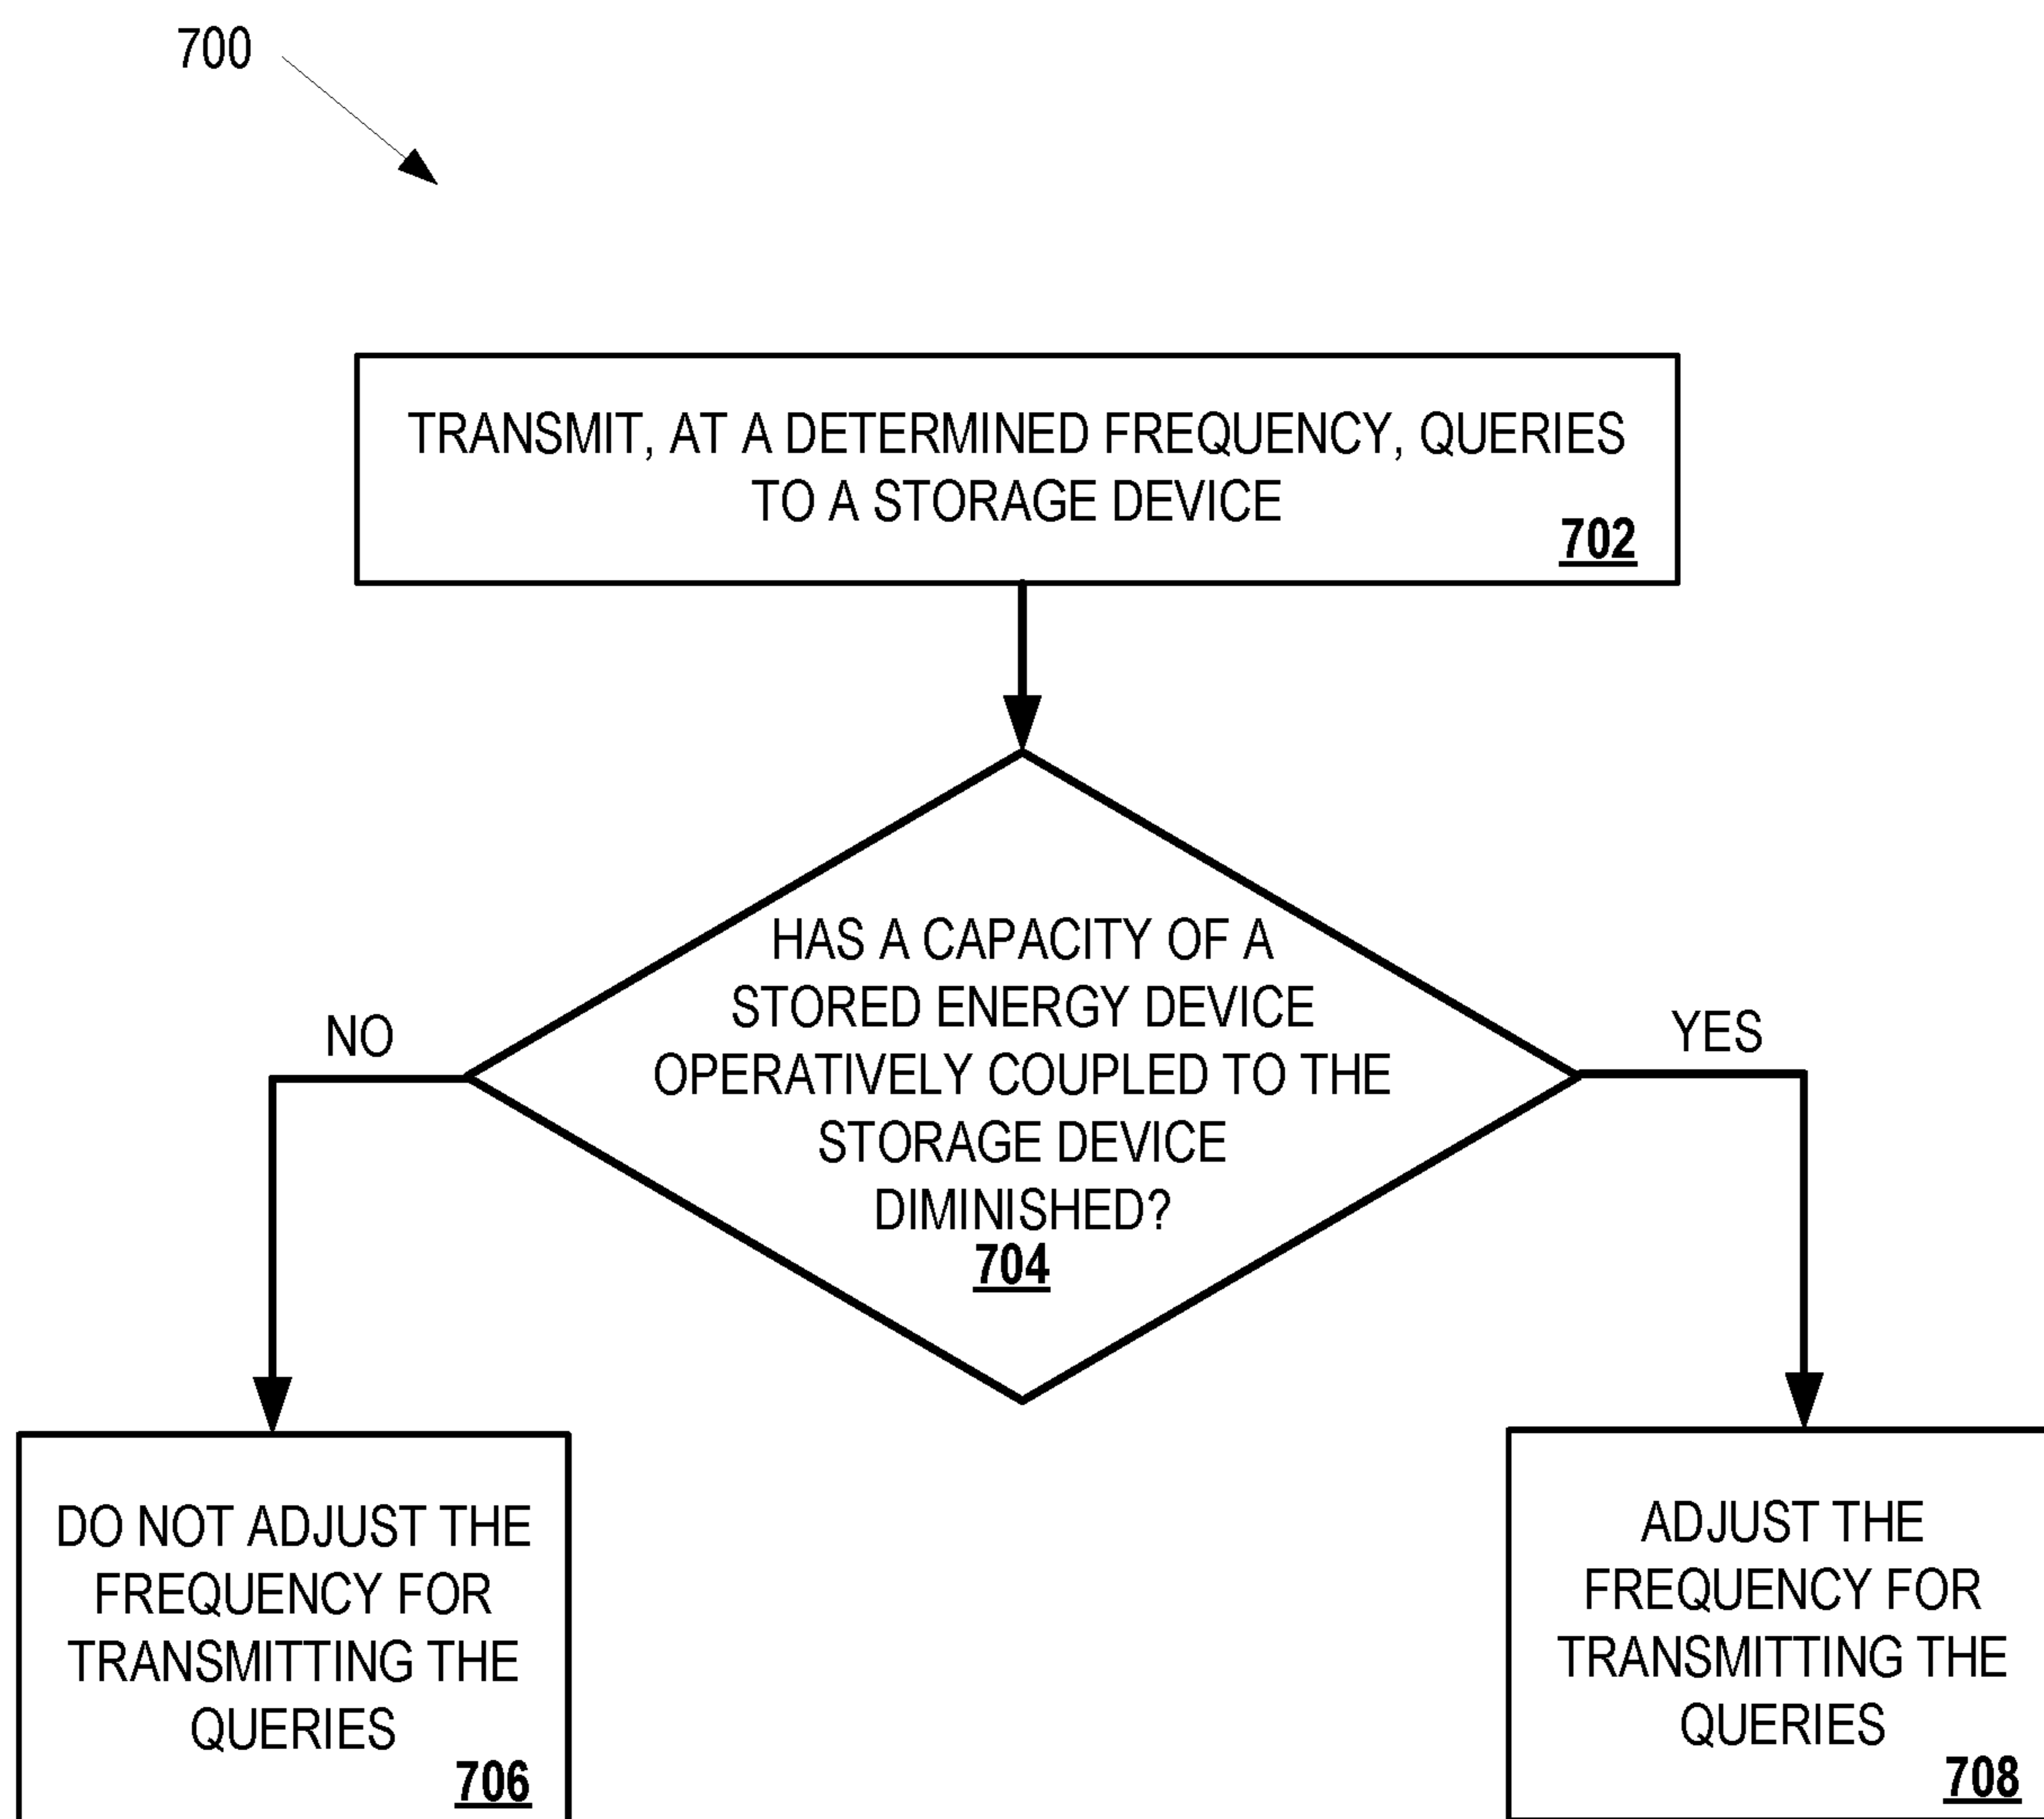 700
TRANSMIT, AT A DETERMINED FREQUENCY, QUERIES
TO A STORAGE DEVICE
702
HAS A CAPACITY OF A
STORED ENERGY DEVICE
OPERATIVELY COUPLED TO THE
STORAGE DEVICE
DIMINISHED?
704
NO
YES
DO NOT ADJUST THE
FREQUENCY FOR
TRANSMITTING THE
QUERIES
706
ADJUST THE
FREQUENCY FOR
TRANSMITTING THE
QUERIES
708